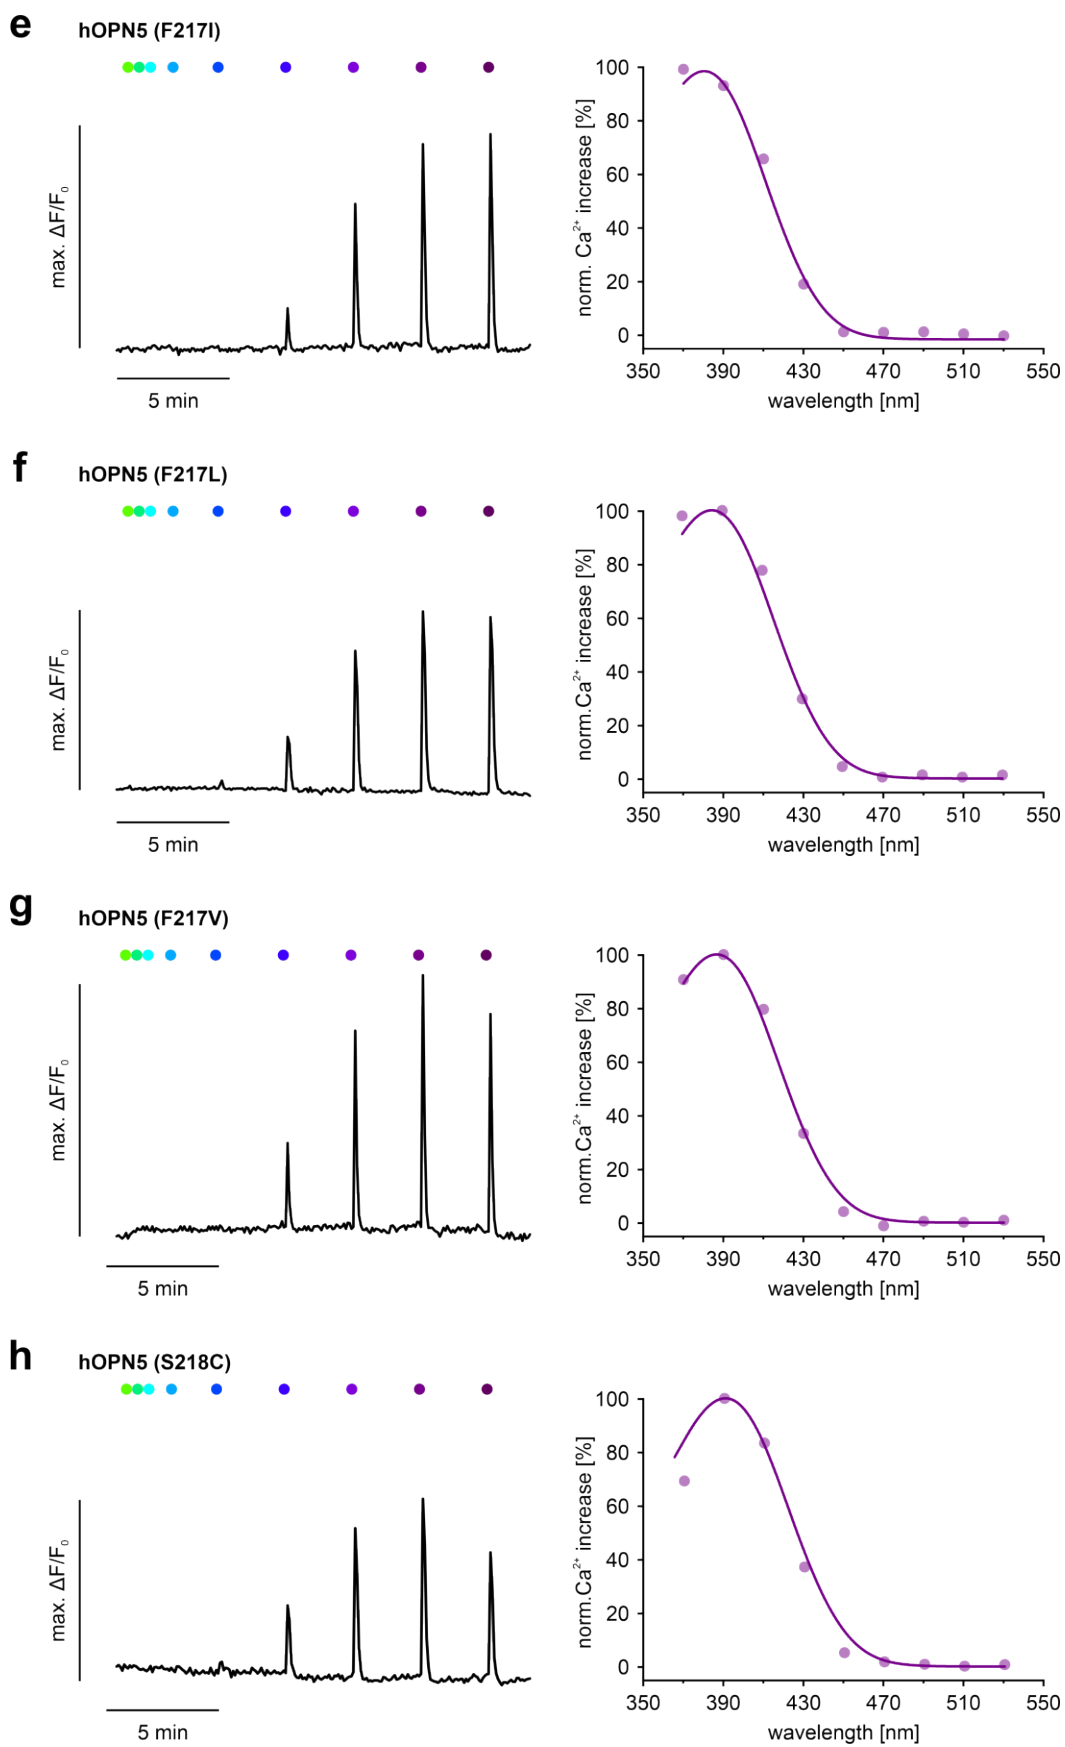 e
hOPN5 (F217I)
max. ΔF/F₀
5 min
norm. Ca²⁺ increase [%]
100
80
60
40
20
0
350 390 430 470 510 550
wavelength [nm]
f
hOPN5 (F217L)
max. ΔF/F₀
5 min
norm.Ca²⁺ increase [%]
100
80
60
40
20
0
350 390 430 470 510 550
wavelength [nm]
g
hOPN5 (F217V)
max. ΔF/F₀
5 min
norm.Ca²⁺ increase [%]
100
80
60
40
20
0
350 390 430 470 510 550
wavelength [nm]
h
hOPN5 (S218C)
max. ΔF/F₀
5 min
norm.Ca²⁺ increase [%]
100
80
60
40
20
0
350 390 430 470 510 550
wavelength [nm]